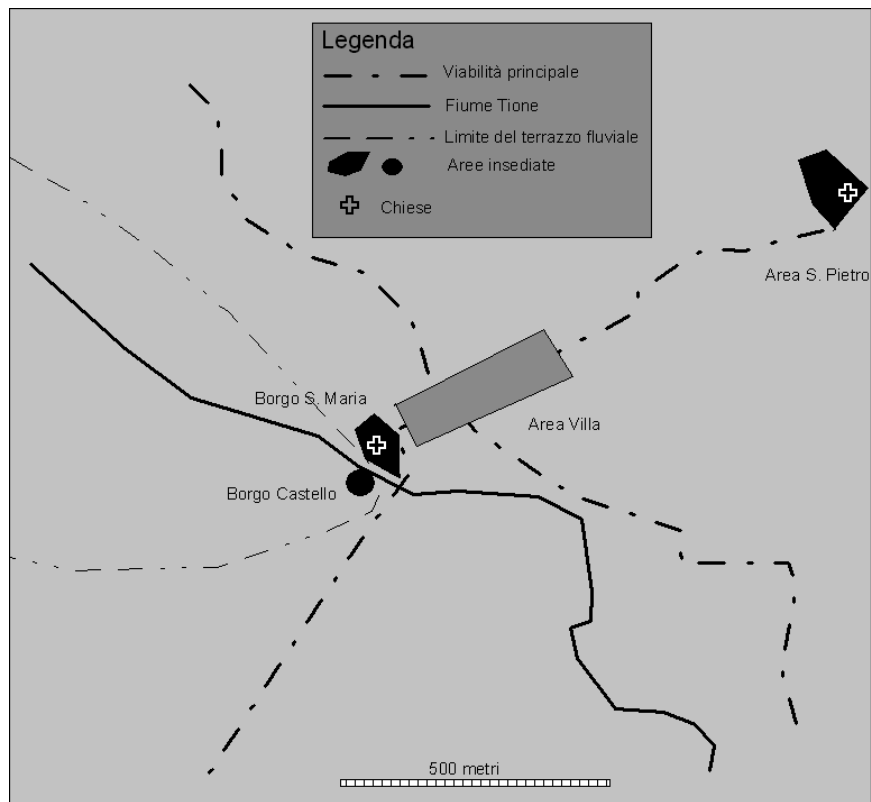 Legenda
Viabilità principale
Fiume Tione
Limite del terrazzo fluviale
Aree insediate
Chiese
Area S. Pietro
Borgo S. Maria
Area Villa
Borgo Castello
500 metri